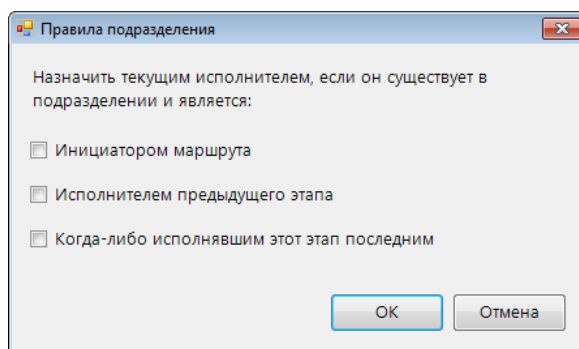 Правила подразделения
Назначить текущим исполнителем, если он существует в
подразделении и является:
Инициатором маршрута
Исполнителем предыдущего этапа
Когда-либо исполнявшим этот этап последним
OK
Отмена